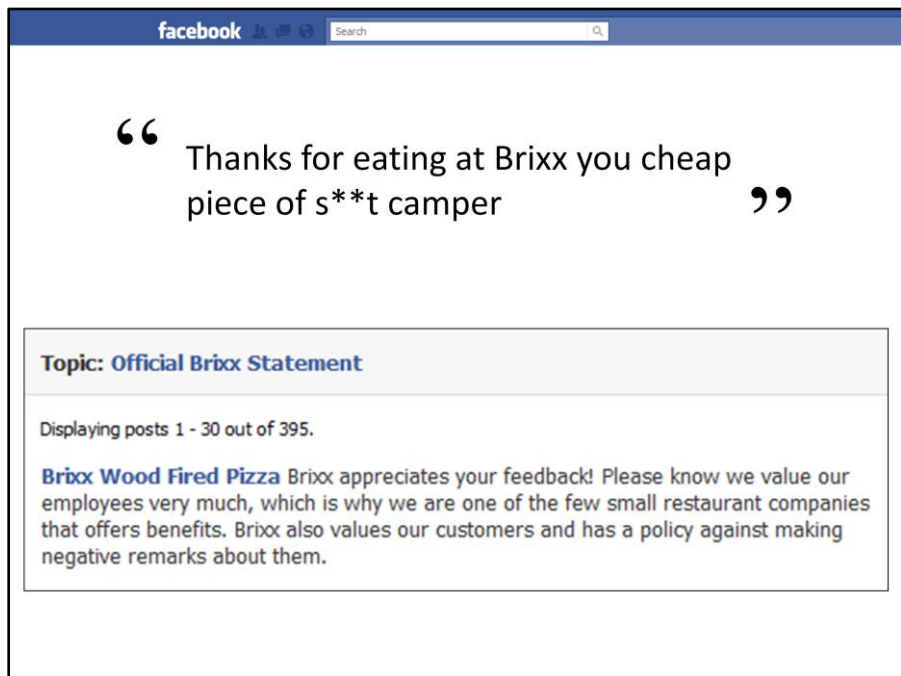 facebook Search
“ Thanks for eating at Brixx you cheap
piece of s**t camper ”
Topic: Official Brixx Statement
Displaying posts 1 - 30 out of 395.
Brixx Wood Fired Pizza Brixx appreciates your feedback! Please know we value our
employees very much, which is why we are one of the few small restaurant companies
that offers benefits. Brixx also values our customers and has a policy against making
negative remarks about them.